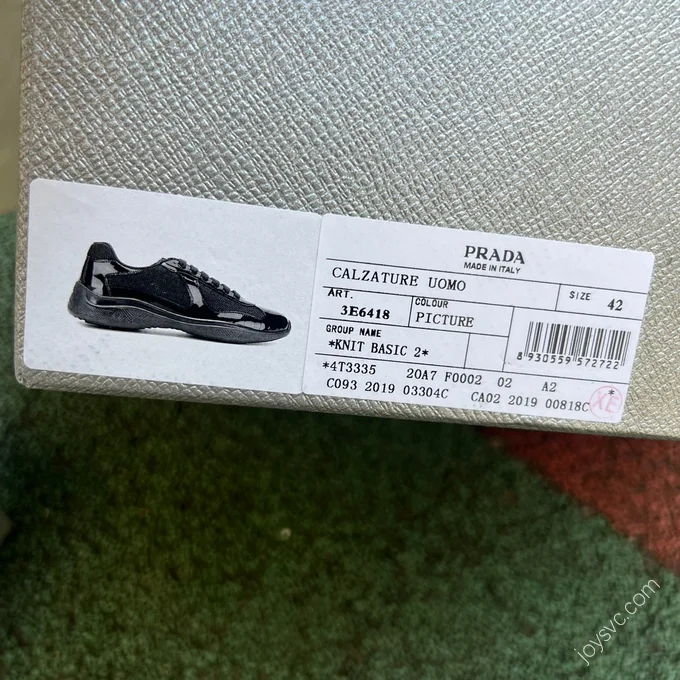 PRADA
MADE IN ITALY
CALZATURE UOMO
SIZE 42
ART.
3E6418
COLOUR
PICTURE
GROUP NAME
*KNIT BASIC 2*
8 930559 572722
*4T3335 20A7 F0002 02 A2
C093 2019 03304C CA02 2019 00818C
XE*
joysvc.com